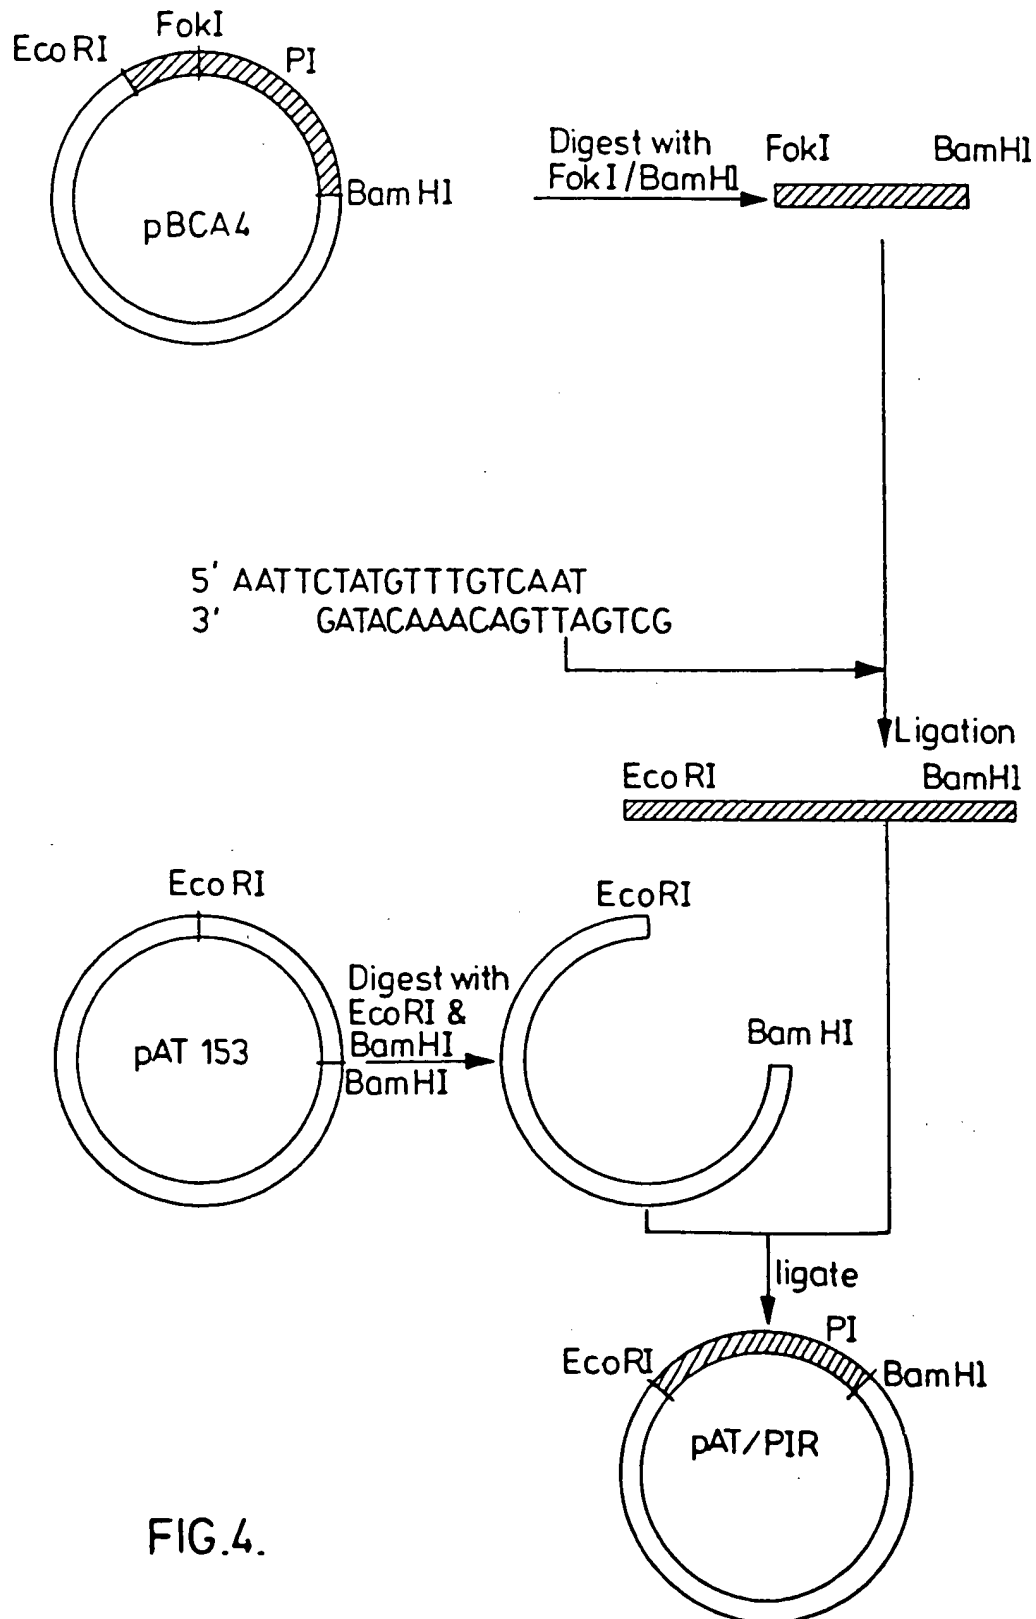 FokI
EcoRI
PI
BamHI
pBCA4
Digest with
FokI/BamHI
FokI
BamHI
5' AATTCTATGTTTGTCAAT
3' GATACAAACAGTTAGTCG
Ligation
EcoRI
BamHI
EcoRI
EcoRI
Digest with
EcoRI &
BamHI
pAT 153
BamHI
BamHI
ligate
PI
EcoRI
BamHI
pAT/PIR
FIG.4.